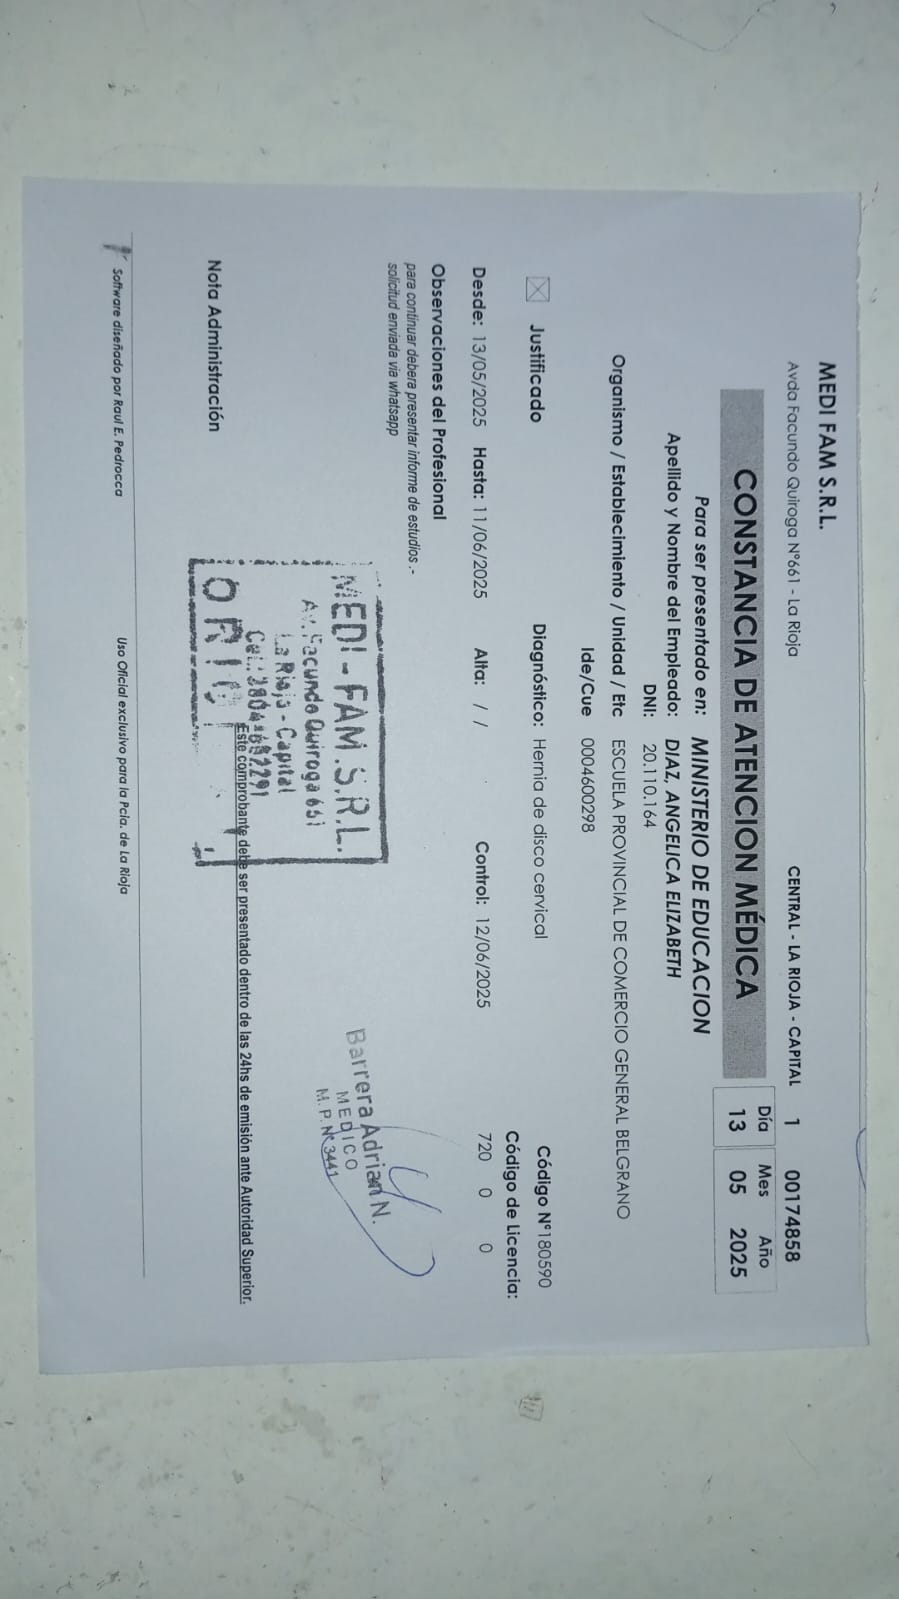 MEDI FAM S.R.L.
Avda Facundo Quiroga N°661 - La Rioja
CENTRAL - LA RIOJA - CAPITAL 1 00174858
CONSTANCIA DE ATENCION MÉDICA
Día Mes Año
13 05 2025
Para ser presentado en: MINISTERIO DE EDUCACION
Apellido y Nombre del Empleado: DIAZ, ANGELICA ELIZABETH
DNI: 20.110.164
Organismo / Establecimiento / Unidad / Etc ESCUELA PROVINCIAL DE COMERCIO GENERAL BELGRANO
Ide/Cue 0004600298
Justificado
Diagnóstico: Hernia de disco cervical
Código N°180590
Código de Licencia:
Desde: 13/05/2025 Hasta: 11/06/2025 Alta: / / Control: 12/06/2025 720 0 0
Observaciones del Profesional
para continuar debera presentar informe de estudios .-
solicitud enviada via whatsapp
MEDI-FAM.S.R.L.
Av. Facundo Quiroga 661
La Rioja - Capital
Barrera Adrian N.
MEDICO
M.P. N° 3441
Este comprobante debe ser presentado dentro de las 24hs de emisión ante Autoridad Superior.
Nota Administración
Software diseñado por Raul E. Pedrocca
Uso Oficial exclusivo para la Pcia. de La Rioja